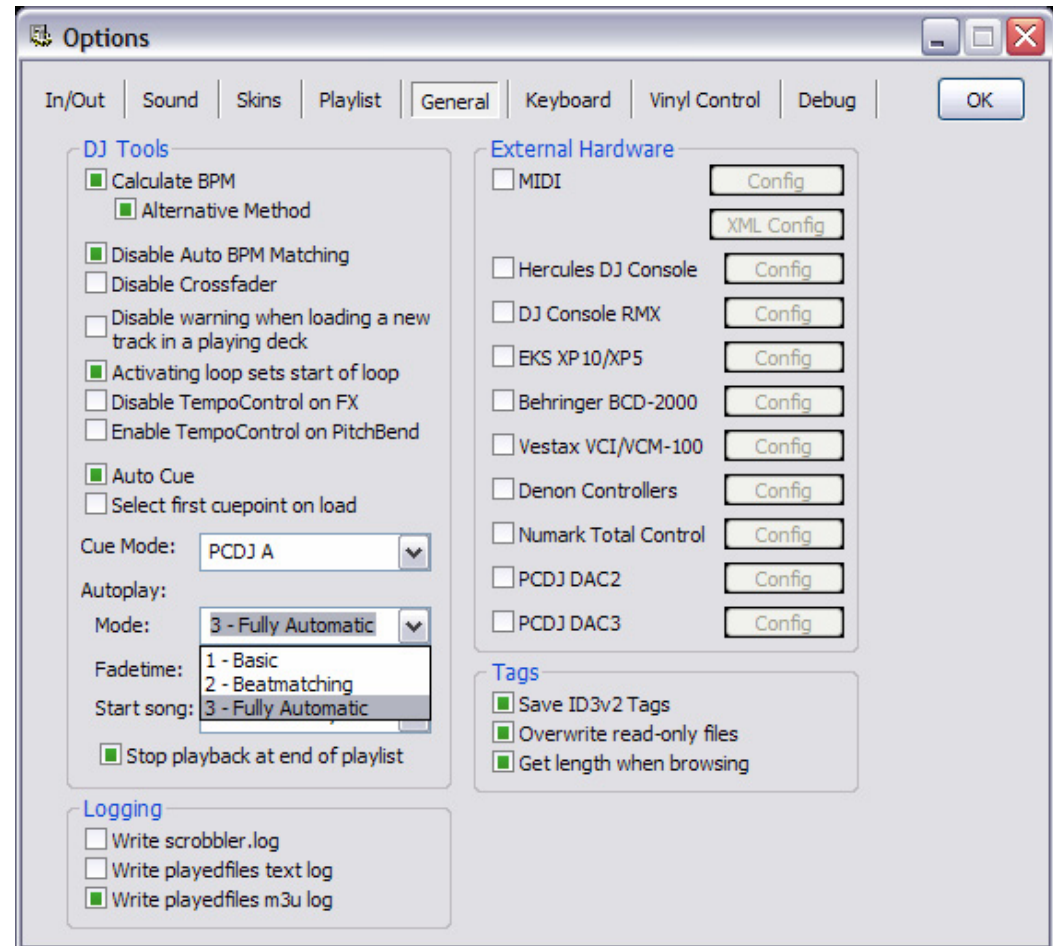 Options
In/Out
Sound
Skins
Playlist
General
Keyboard
Vinyl Control
Debug
OK
DJ Tools
Calculate BPM
Alternative Method
Disable Auto BPM Matching
Disable Crossfader
Disable warning when loading a new
track in a playing deck
Activating loop sets start of loop
Disable TempoControl on FX
Enable TempoControl on PitchBend
Auto Cue
Select first cuepoint on load
Cue Mode: PCDJ A
Autoplay:
Mode: 3 - Fully Automatic
1 - Basic
Fadetime:
2 - Beatmatching
Start song: 3 - Fully Automatic
Stop playback at end of playlist
Logging
Write scrobbler.log
Write playedfiles text log
Write playedfiles m3u log
External Hardware
MIDI Config
XML Config
Hercules DJ Console Config
DJ Console RMX Config
EKS XP10/XP5 Config
Behringer BCD-2000 Config
Vestax VCI/VCM-100 Config
Denon Controllers Config
Numark Total Control Config
PCDJ DAC2 Config
PCDJ DAC3 Config
Tags
Save ID3v2 Tags
Overwrite read-only files
Get length when browsing